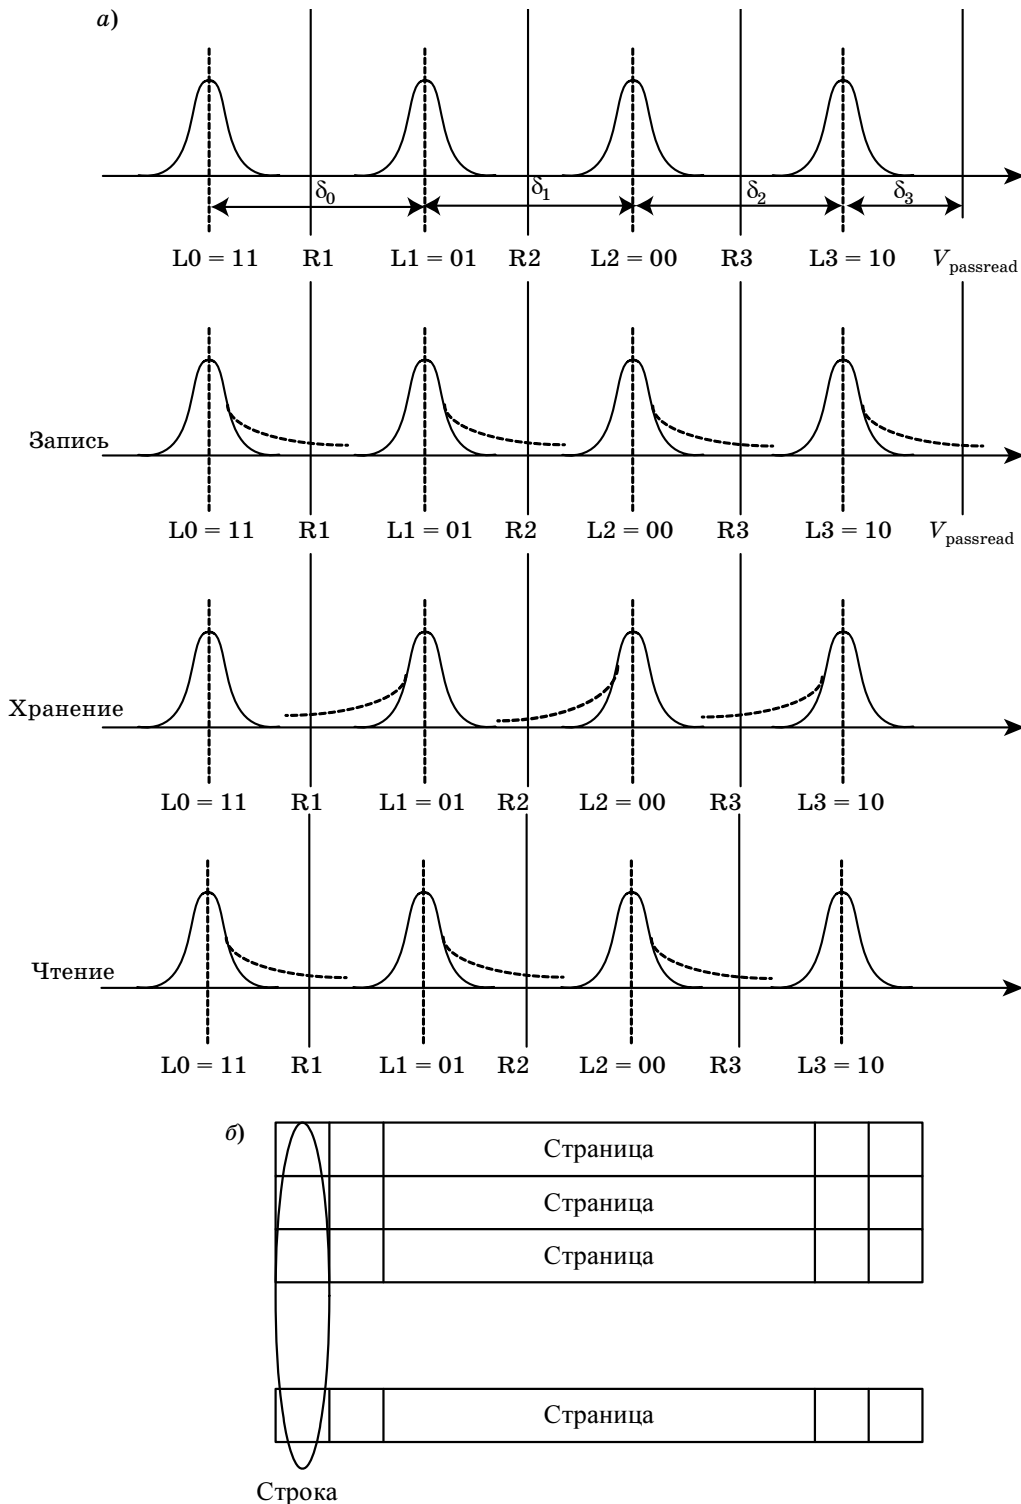 а)
δ0 δ1 δ2 δ3
L0 = 11 R1 L1 = 01 R2 L2 = 00 R3 L3 = 10 Vpassread
Запись
L0 = 11 R1 L1 = 01 R2 L2 = 00 R3 L3 = 10 Vpassread
Хранение
L0 = 11 R1 L1 = 01 R2 L2 = 00 R3 L3 = 10
Чтение
L0 = 11 R1 L1 = 01 R2 L2 = 00 R3 L3 = 10
б)
Страница
Страница
Страница
Страница
Строка